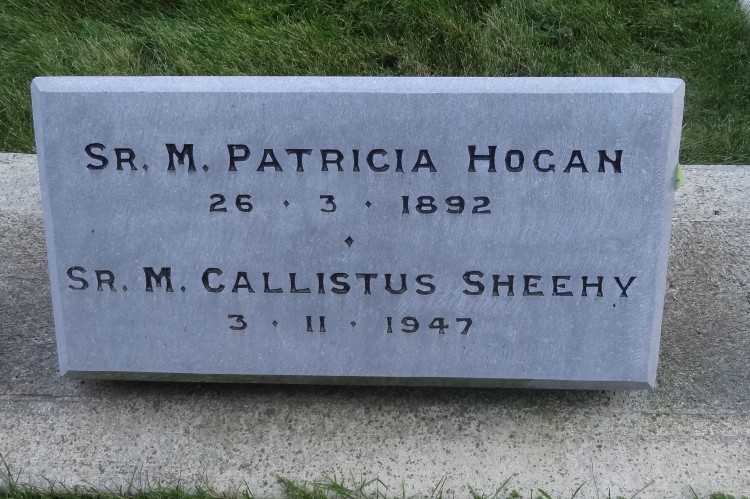 Sr. M. Patricia Hogan
26 · 3 · 1892
Sr. M. Callistus Sheehy
3 · 11 · 1947